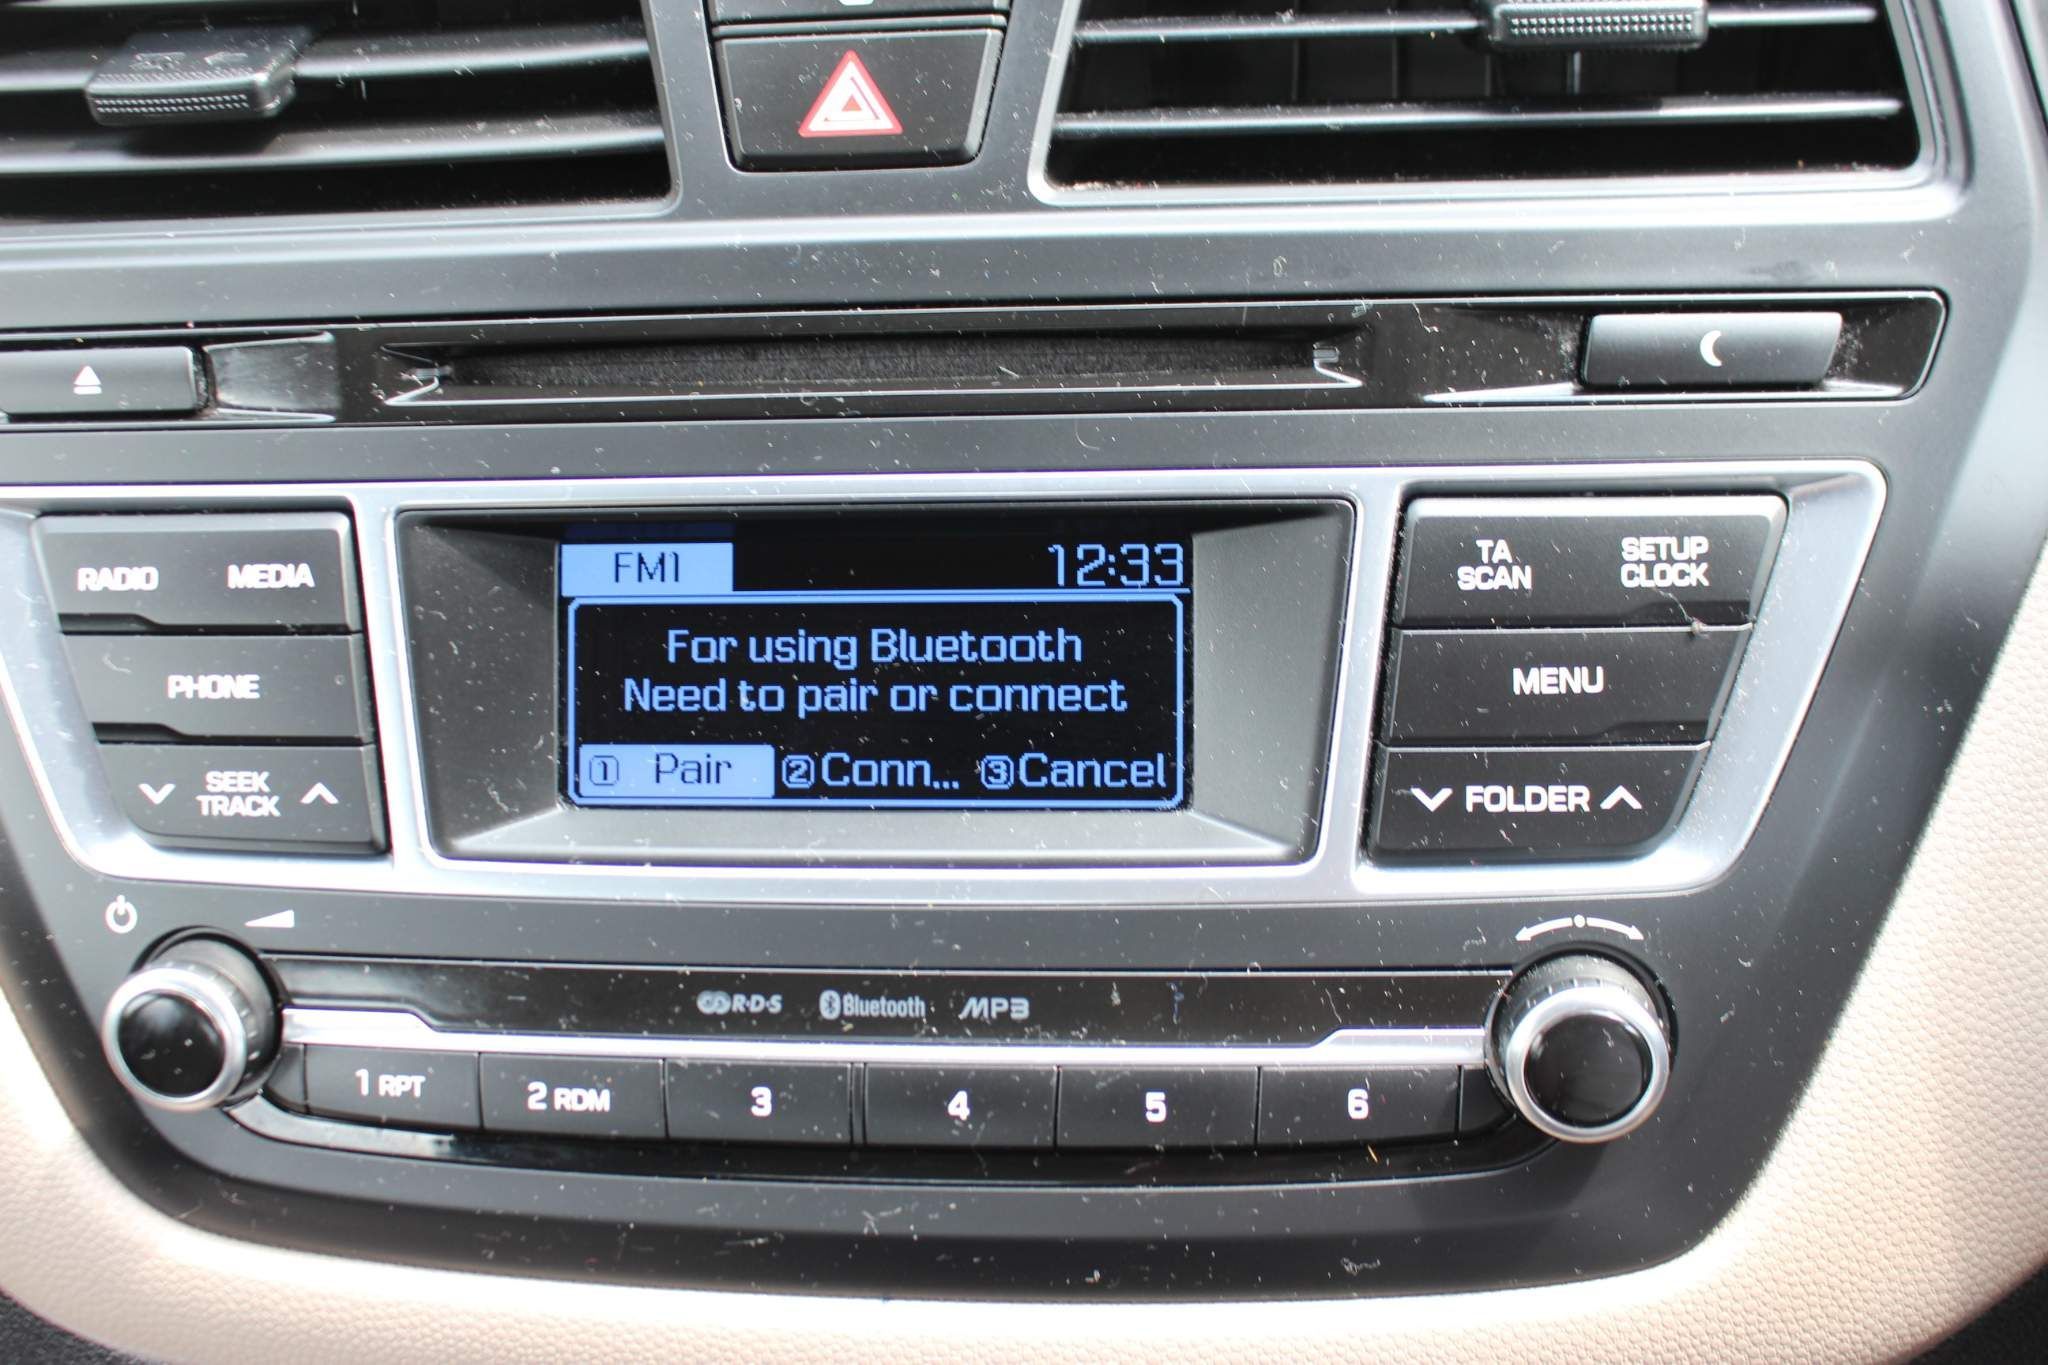 FM1 12:33
For using Bluetooth
Need to pair or connect
1 Pair 2 Conn... 3 Cancel
RADIO MEDIA
PHONE
SEEK
TRACK
TA
SCAN
SETUP
CLOCK
MENU
FOLDER
R·D·S Bluetooth MP3
1 RPT 2 RDM 3 4 5 6